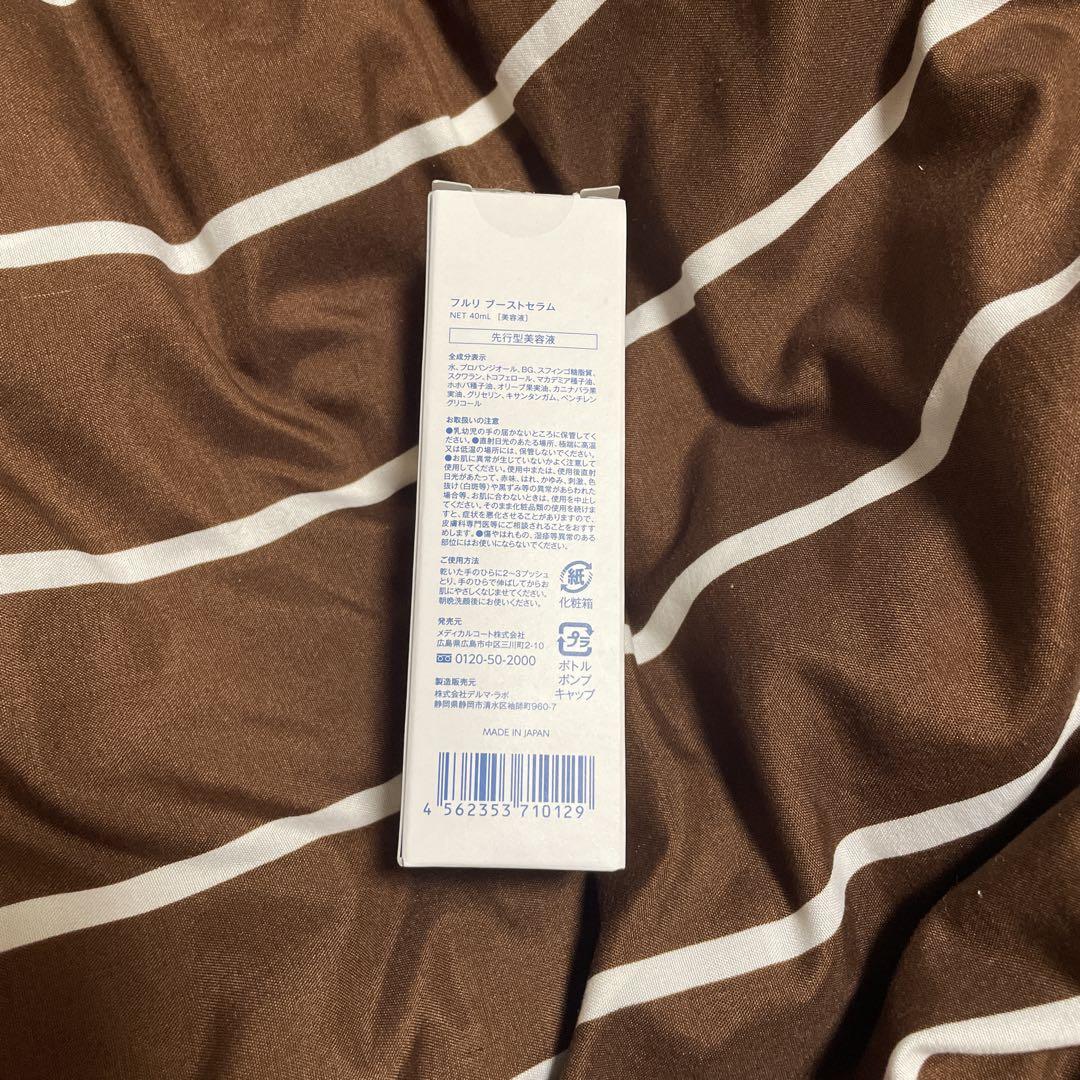 フルリ ブーストセラム
NET 40mL [美容液]
先行型美容液
全成分表示
水、プロパンジオール、BG、スフィンゴ糖脂質、
スクワラン、トコフェロール、マカデミア種子油、
ホホバ種子油、オリーブ果実油、カニナバラ果
実油、グリセリン、キサンタンガム、ペンチレン
グリコール
お取扱いの注意
●乳幼児の手の届かないところに保管してく
ださい。●直射日光のあたる場所、極端に高温
又は低温の場所には、保管しないでください。
●お肌に異常が生じていないかよく注意して
使用してください。使用中または、使用後直射
日光があたって、赤味、はれ、かゆみ、刺激、色
抜け(白斑等)や黒ずみ等の異常があらわれた
場合等、お肌に合わないときは、使用を中止し
てください。そのまま化粧品類の使用を続けま
すと、症状を悪化させることがありますので、
皮膚科専門医等にご相談されることをおすす
めします。●傷やはれもの、湿疹等異常のある
部位にはお使いにならないでください。
ご使用方法
乾いた手のひらに2〜3プッシュ
とり、手のひらで伸ばしてからお
肌にやさしくなじませてください。
朝晩洗顔後にお使いください。
紙
化粧箱
発売元
メディカルコート株式会社
広島県広島市中区三川町2-10
0120-50-2000
プラ
ボトル
ポンプ
キャップ
製造販売元
株式会社デルマ・ラボ
静岡県静岡市清水区袖師町960-7
MADE IN JAPAN
4 562353 710129